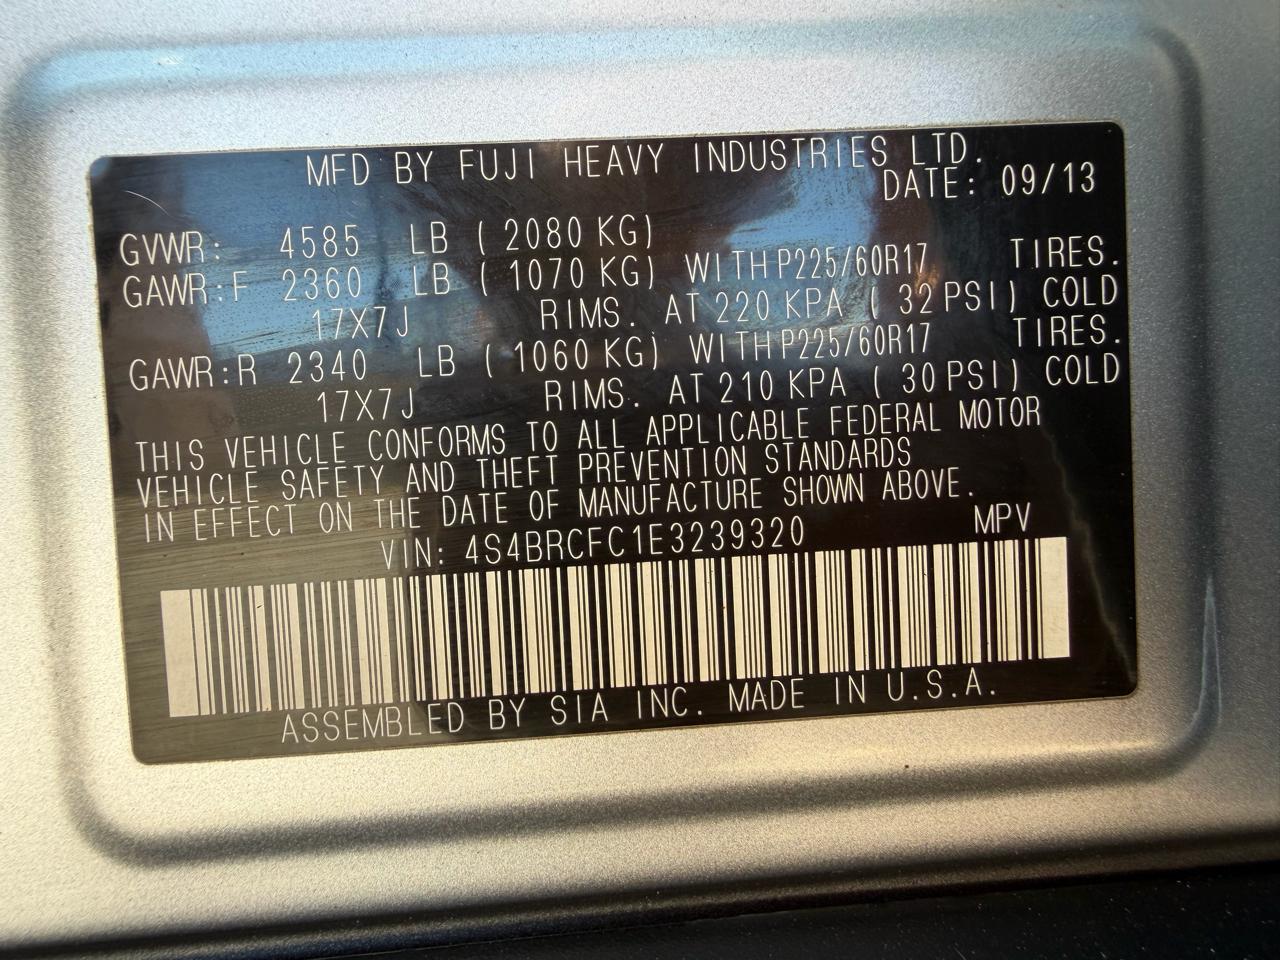 MFD BY FUJI HEAVY INDUSTRIES LTD.
DATE: 09/13
GVWR: 4585 LB ( 2080 KG)
GAWR:F 2360 LB ( 1070 KG) WITH P225/60R17 TIRES.
17X7J RIMS. AT 220 KPA ( 32 PSI) COLD
GAWR:R 2340 LB ( 1060 KG) WITH P225/60R17 TIRES.
17X7J RIMS. AT 210 KPA ( 30 PSI) COLD
THIS VEHICLE CONFORMS TO ALL APPLICABLE FEDERAL MOTOR
VEHICLE SAFETY AND THEFT PREVENTION STANDARDS
IN EFFECT ON THE DATE OF MANUFACTURE SHOWN ABOVE.
VIN: 4S4BRCFC1E3239320 MPV
ASSEMBLED BY SIA INC. MADE IN U.S.A.